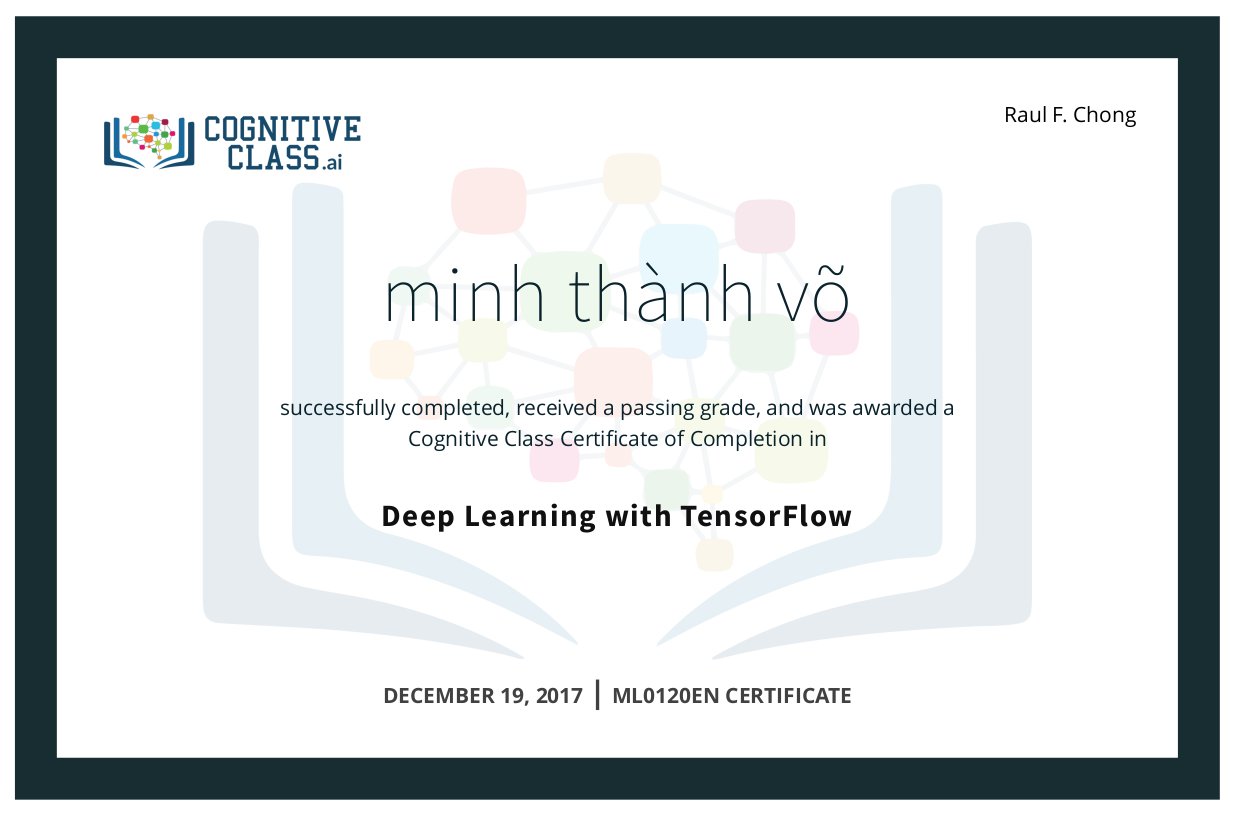 COGNITIVE
CLASS.ai
Raul F. Chong
minh thành võ
successfully completed, received a passing grade, and was awarded a
Cognitive Class Certificate of Completion in
Deep Learning with TensorFlow
DECEMBER 19, 2017 | ML0120EN CERTIFICATE